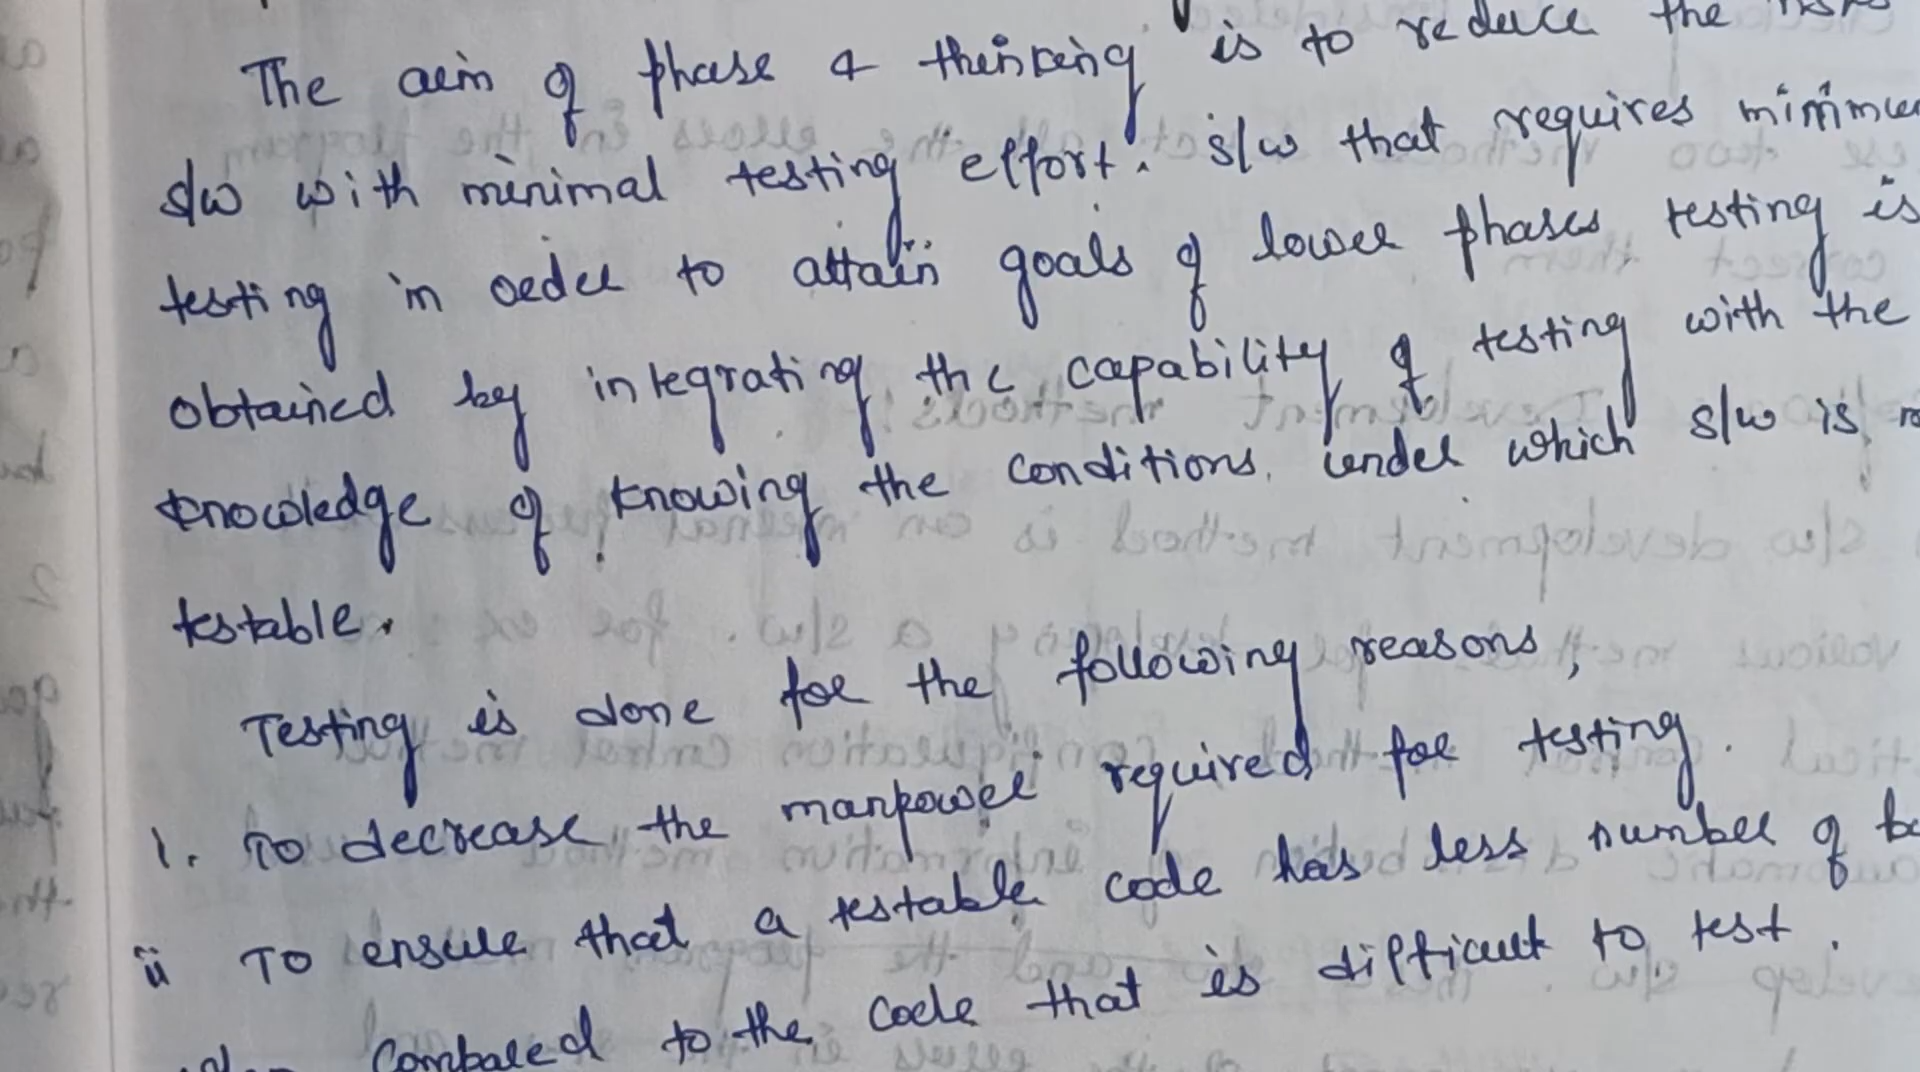 The aim of phase 4 thinking is to reduce the
s/w with minimal testing effort. s/w that requires
testing in order to attain goals of lower phases testing is
obtained by integrating the capability of testing with the
knowledge of knowing the conditions under which s/w is
testable.
Testing is done for the following reasons,
1. To decrease the manpower required for testing.
ii To ensure that a testable code has less number of
compared to the code that is difficult to test.